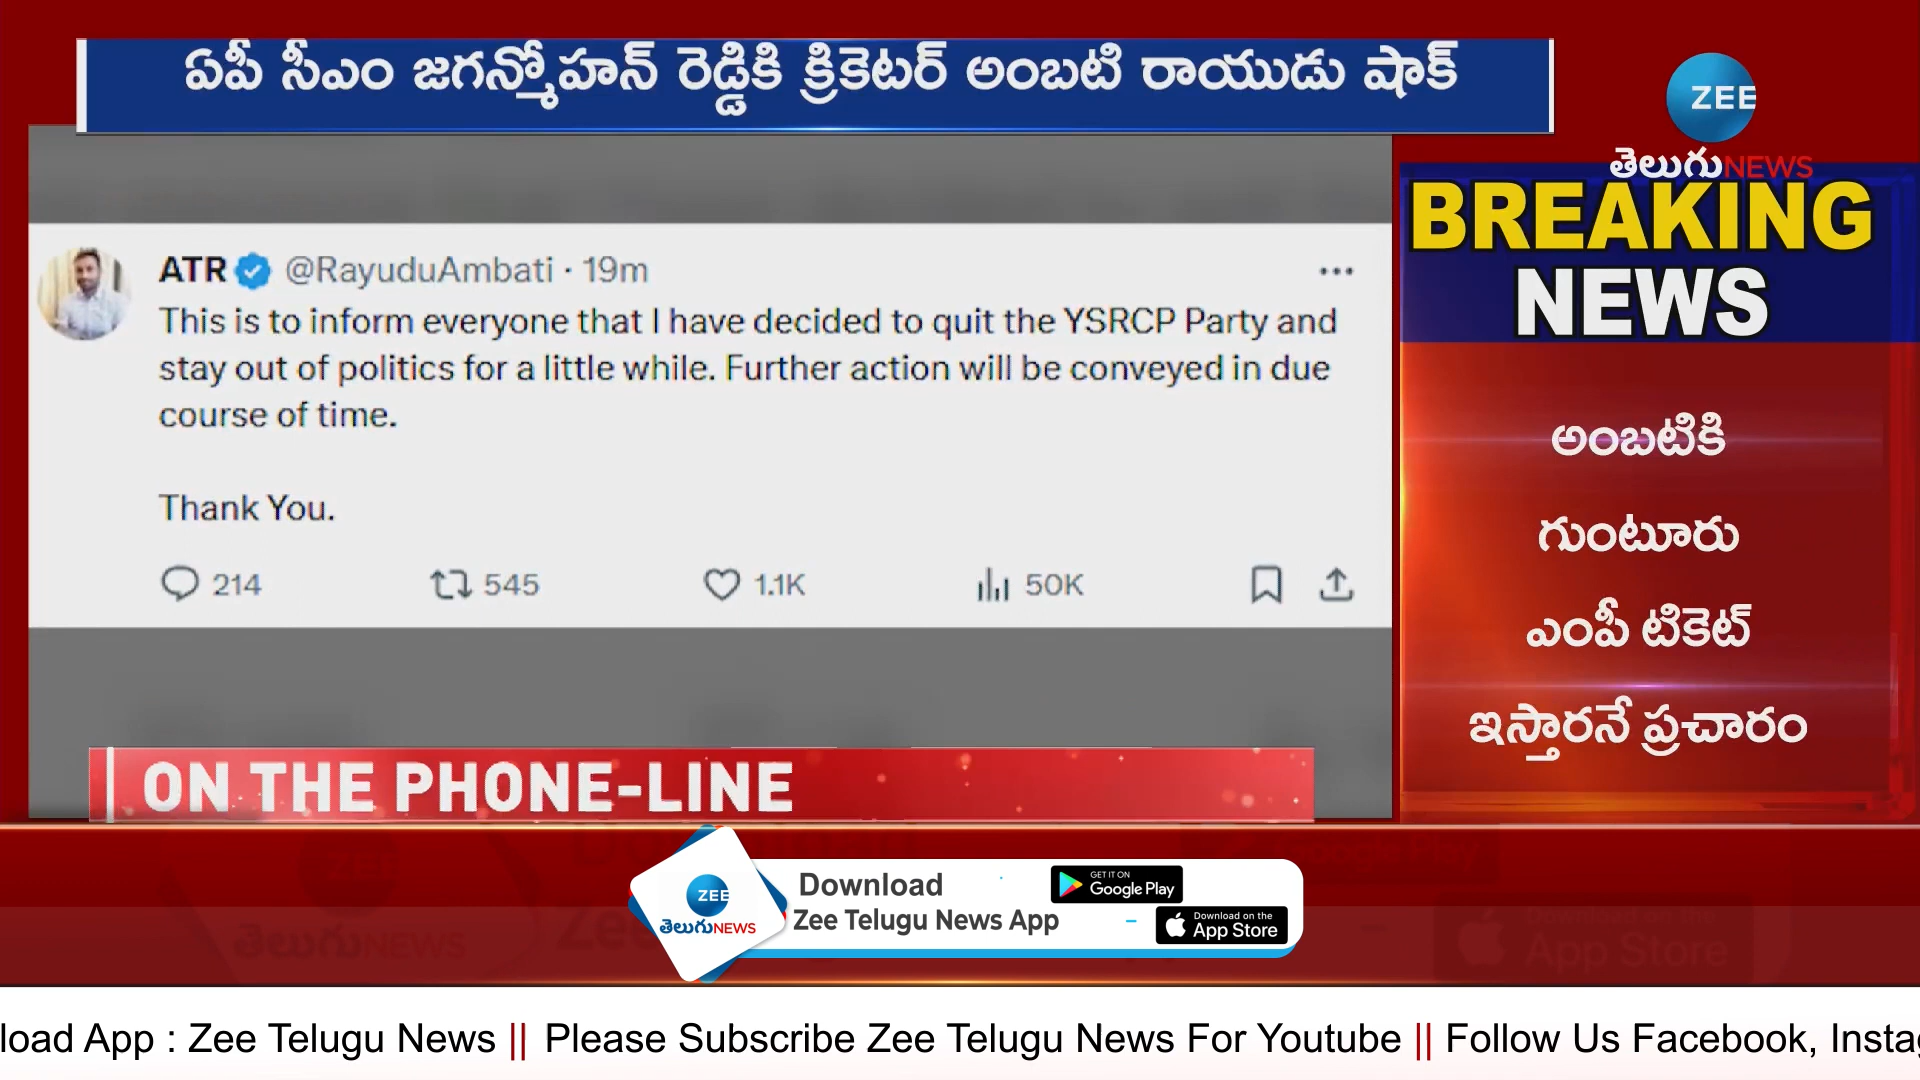 ఏపీ సీఎం జగన్మోహన్ రెడ్డికి క్రికెటర్ అంబటి రాయుడు షాక్
ZEE
తెలుగు NEWS
BREAKING
NEWS
అంబటికి
గుంటూరు
ఎంపీ టికెట్
ఇస్తారనే ప్రచారం
ATR @RayuduAmbati · 19m
This is to inform everyone that I have decided to quit the YSRCP Party and
stay out of politics for a little while. Further action will be conveyed in due
course of time.
Thank You.
214 545 1.1K 50K
ON THE PHONE-LINE
ZEE
తెలుగు NEWS
Download
Zee Telugu News App
GET IT ON
Google Play
Download on the
App Store
load App : Zee Telugu News || Please Subscribe Zee Telugu News For Youtube || Follow Us Facebook, Insta